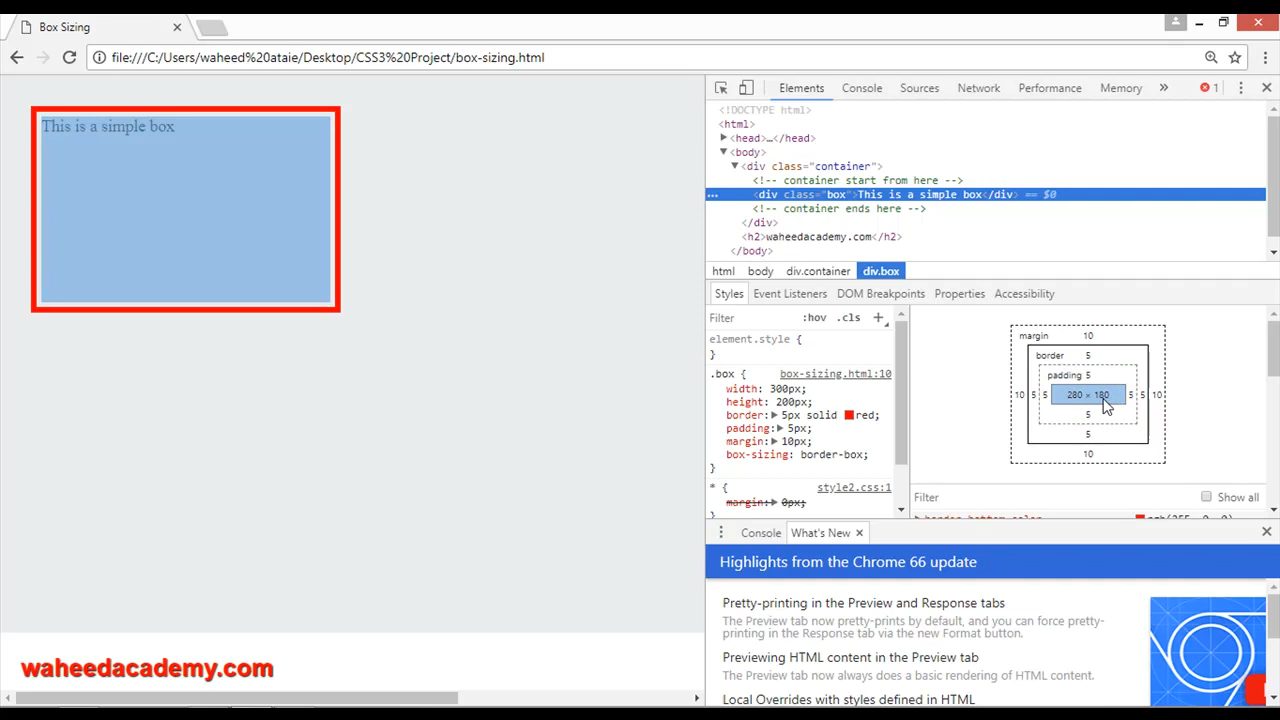 Box Sizing
file:///C:/Users/waheed%20ataie/Desktop/CSS3%20Project/box-sizing.html
This is a simple box
waheedacademy.com
Elements Console Sources Network Performance Memory » 1
<!DOCTYPE html>
<html>
<head>…</head>
<body>
<div class="container">
<!-- container start from here -->
... <div class="box">This is a simple box</div> == $0
<!-- container ends here -->
</div>
<h2>waheedacademy.com</h2>
</body>
html body div.container div.box
Styles Event Listeners DOM Breakpoints Properties Accessibility
Filter :hov .cls +
element.style {
}
.box { box-sizing.html:10
width: 300px;
height: 200px;
border: 5px solid red;
padding: 5px;
margin: 10px;
box-sizing: border-box;
}
* { style2.css:1
margin: 0px;
}
margin 10
border 5
padding 5
10 5 5 280 × 180 5 5 10
5
5
10
Filter Show all
Console What's New ×
Highlights from the Chrome 66 update
Pretty-printing in the Preview and Response tabs
The Preview tab now pretty-prints by default, and you can force pretty-
printing in the Response tab via the new Format button.
Previewing HTML content in the Preview tab
The Preview tab now always does a basic rendering of HTML content.
Local Overrides with styles defined in HTML